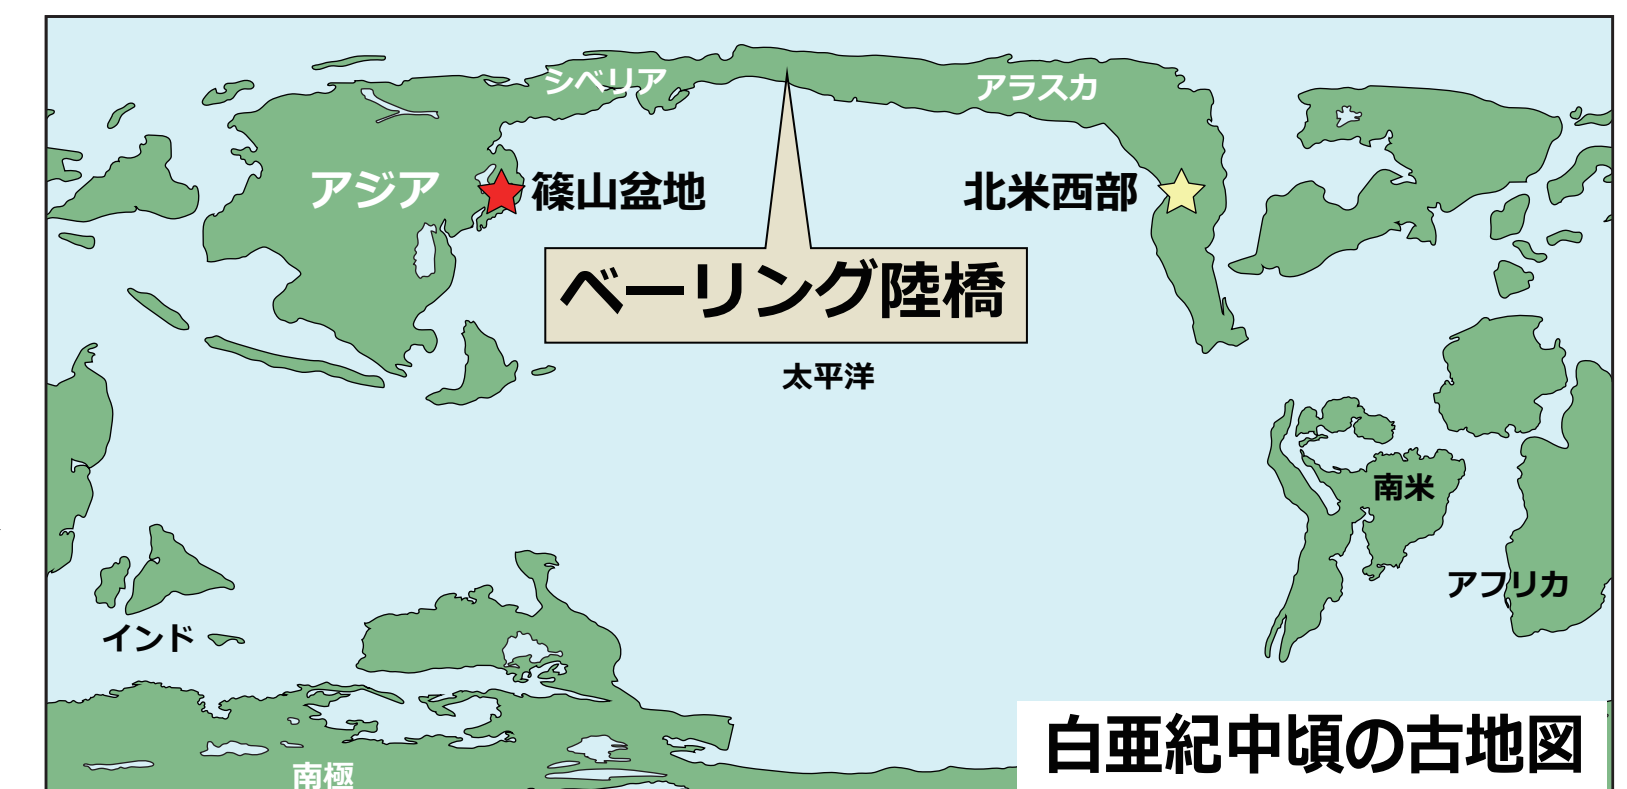 シベリア
アラスカ
アジア
篠山盆地
北米西部
ベーリング陸橋
太平洋
南米
アフリカ
インド
白亜紀中頃の古地図
南極